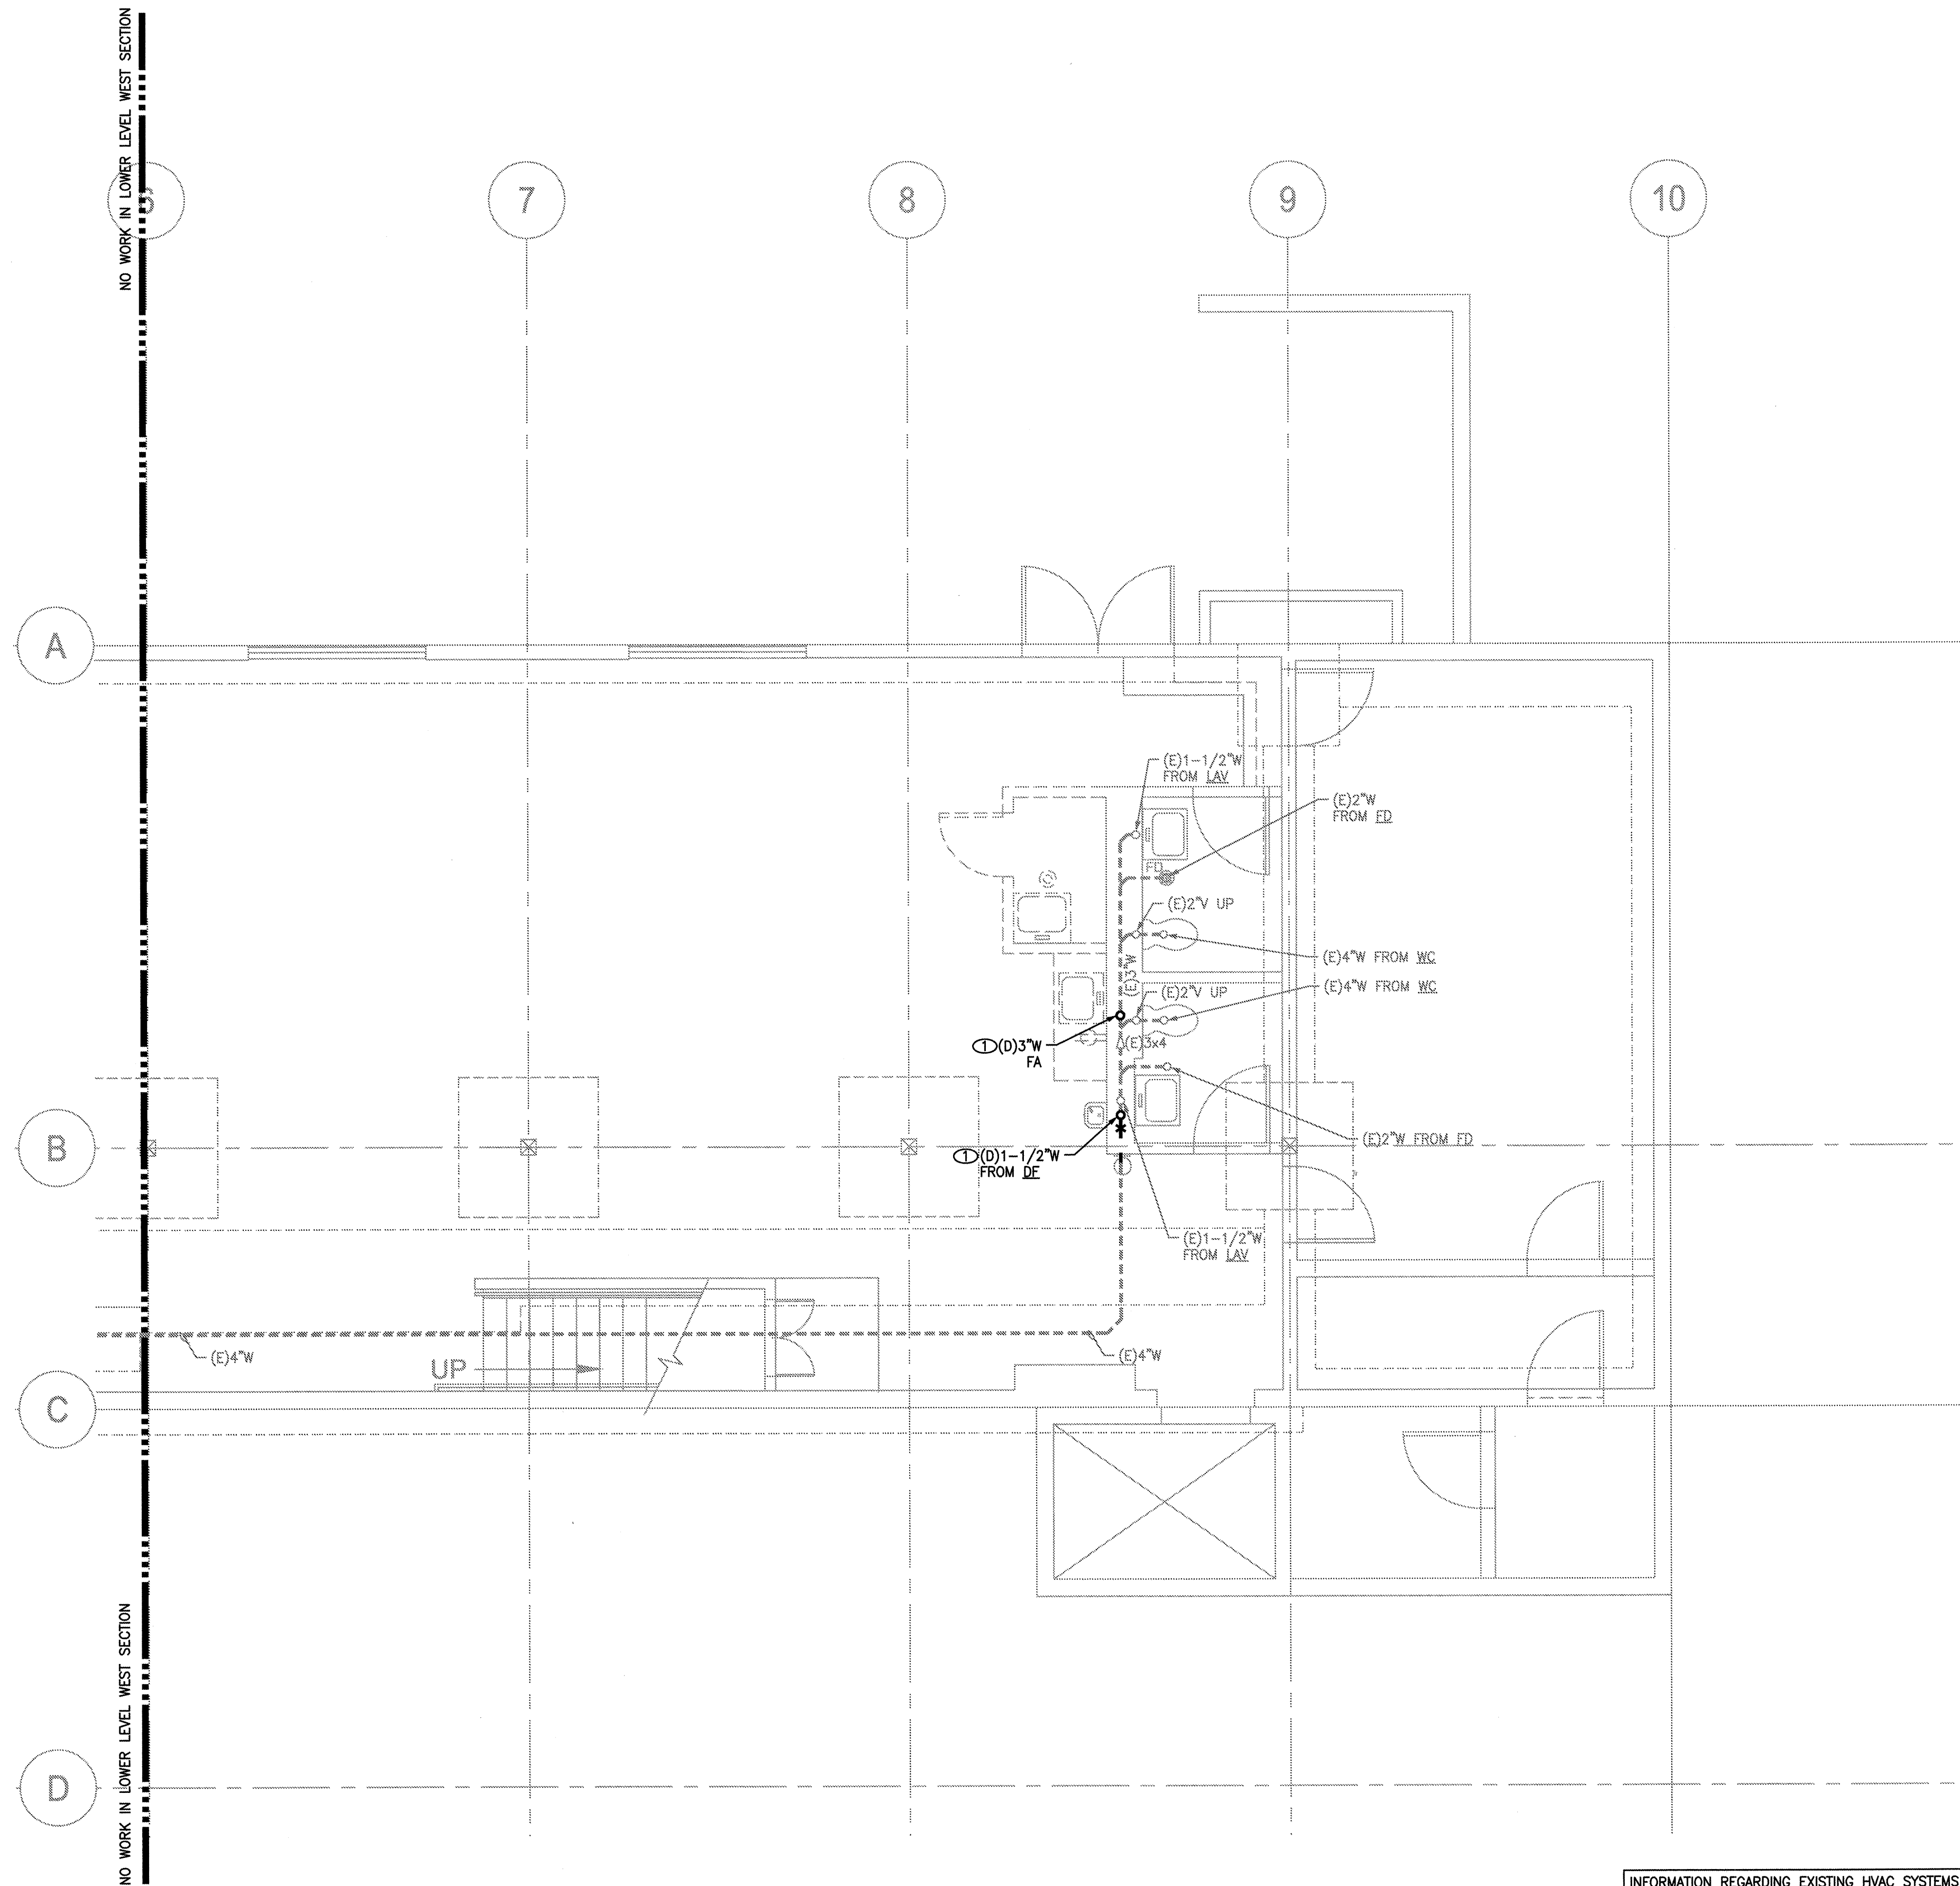 NO WORK IN LOWER LEVEL WEST SECTION
7
8
9
10
A
(E)1-1/2"W
FROM LAV
(E)2"W
FROM FD
FD
(E)2"V UP
(E)4"W FROM WC
(E)3"W
(E)2"V UP
(E)4"W FROM WC
1 (D)3"W
FA
(E)3x4
B
(E)2"W FROM FD
1 (D)1-1/2"W
FROM DF
(E)1-1/2"W
FROM LAV
(E)4"W
UP
(E)4"W
C
NO WORK IN LOWER LEVEL WEST SECTION
D
INFORMATION REGARDING EXISTING HVAC SYSTEMS